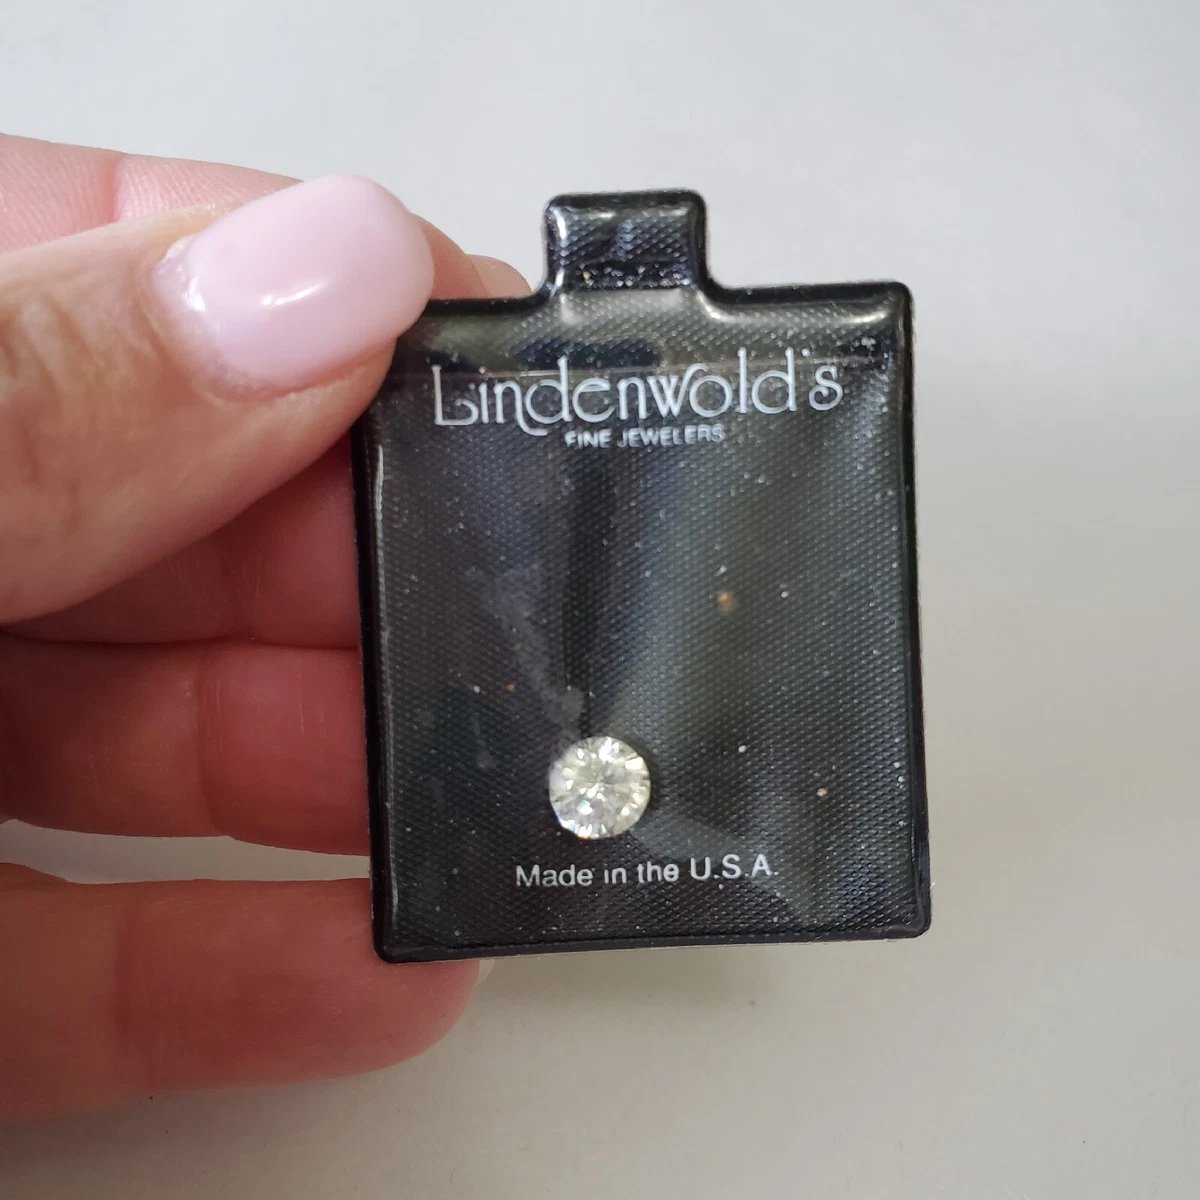 Lindenwold's
FINE JEWELERS
Made in the U.S.A.